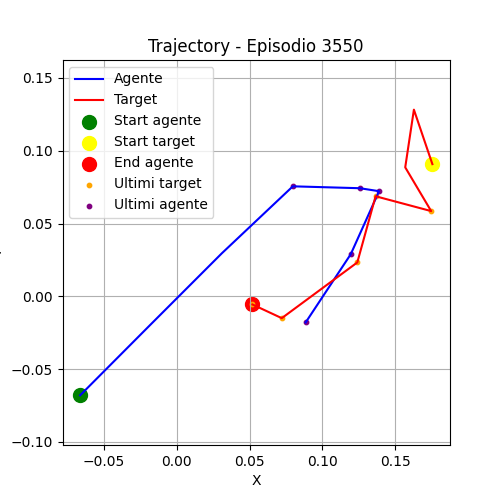 Trajectory - Episodio 3550
Agente
Target
Start agente
Start target
End agente
Ultimi target
Ultimi agente
0.15
0.10
0.05
0.00
−0.05
−0.10
−0.05
0.00
0.05
0.10
0.15
X